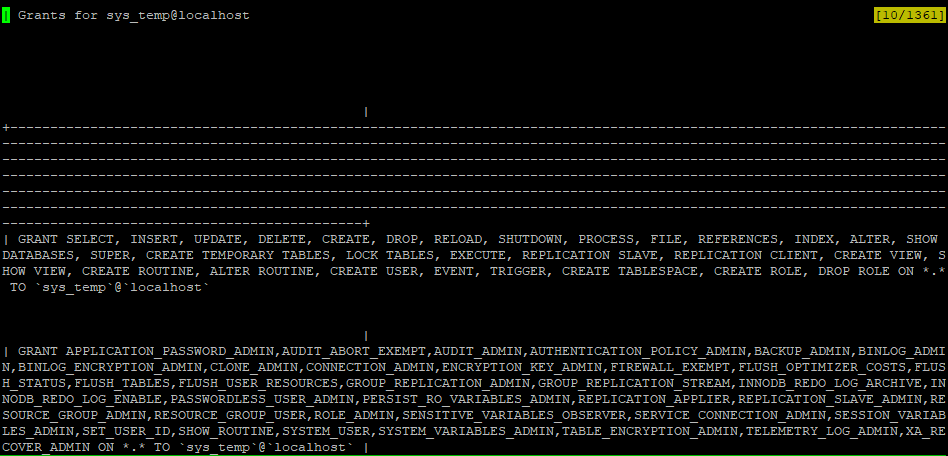 | Grants for sys_temp@localhost [10/1361]
|
+---------------------------------------------------------------------------------------------------------------------
----------------------------------------------------------------------------------------------------------------------
----------------------------------------------------------------------------------------------------------------------
----------------------------------------------------------------------------------------------------------------------
----------------------------------------------------------------------------------------------------------------------
----------------------------------------------------------------------------------------------------------------------
---------------------------------------------+
| GRANT SELECT, INSERT, UPDATE, DELETE, CREATE, DROP, RELOAD, SHUTDOWN, PROCESS, FILE, REFERENCES, INDEX, ALTER, SHOW
DATABASES, SUPER, CREATE TEMPORARY TABLES, LOCK TABLES, EXECUTE, REPLICATION SLAVE, REPLICATION CLIENT, CREATE VIEW, S
HOW VIEW, CREATE ROUTINE, ALTER ROUTINE, CREATE USER, EVENT, TRIGGER, CREATE TABLESPACE, CREATE ROLE, DROP ROLE ON *.*
TO `sys_temp`@`localhost`
|
| GRANT APPLICATION_PASSWORD_ADMIN,AUDIT_ABORT_EXEMPT,AUDIT_ADMIN,AUTHENTICATION_POLICY_ADMIN,BACKUP_ADMIN,BINLOG_ADMI
N,BINLOG_ENCRYPTION_ADMIN,CLONE_ADMIN,CONNECTION_ADMIN,ENCRYPTION_KEY_ADMIN,FIREWALL_EXEMPT,FLUSH_OPTIMIZER_COSTS,FLUS
H_STATUS,FLUSH_TABLES,FLUSH_USER_RESOURCES,GROUP_REPLICATION_ADMIN,GROUP_REPLICATION_STREAM,INNODB_REDO_LOG_ARCHIVE,IN
NODB_REDO_LOG_ENABLE,PASSWORDLESS_USER_ADMIN,PERSIST_RO_VARIABLES_ADMIN,REPLICATION_APPLIER,REPLICATION_SLAVE_ADMIN,RE
SOURCE_GROUP_ADMIN,RESOURCE_GROUP_USER,ROLE_ADMIN,SENSITIVE_VARIABLES_OBSERVER,SERVICE_CONNECTION_ADMIN,SESSION_VARIAB
LES_ADMIN,SET_USER_ID,SHOW_ROUTINE,SYSTEM_USER,SYSTEM_VARIABLES_ADMIN,TABLE_ENCRYPTION_ADMIN,TELEMETRY_LOG_ADMIN,XA_RE
COVER_ADMIN ON *.* TO `sys_temp`@`localhost` |